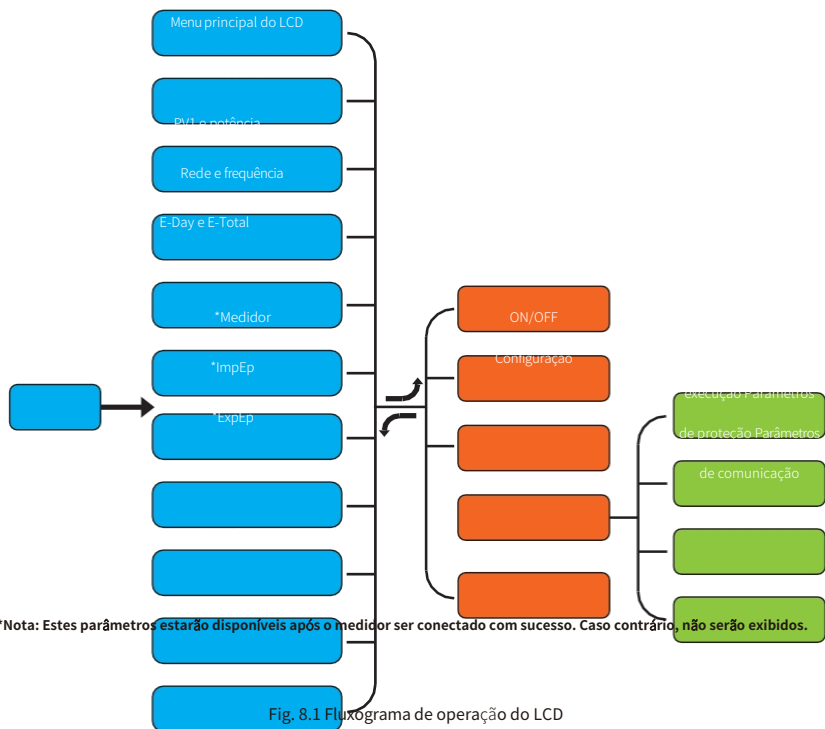 Menu principal do LCD
PV1 e potência
Rede e frequência
E-Day e E-Total
*Medidor
*ImpEp
*ExpEp
ON/OFF
Configuração
execução Parâmetros
de proteção Parâmetros
de comunicação
*Nota: Estes parâmetros estarão disponíveis após o medidor ser conectado com sucesso. Caso contrário, não serão exibidos.
Fig. 8.1 Fluxograma de operação do LCD